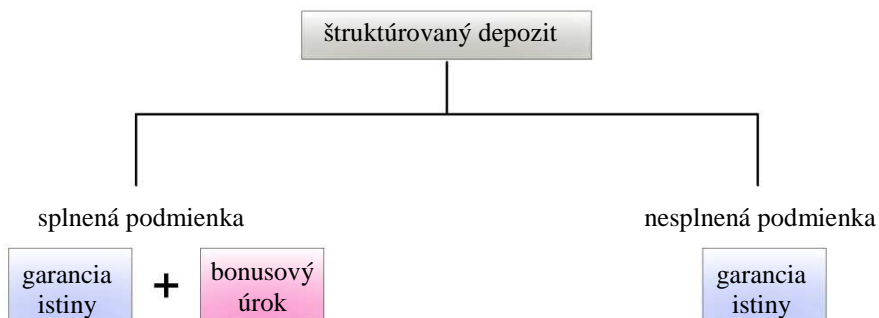 štruktúrovaný depozit
splnená podmienka
nesplnená podmienka
garancia
istiny
+
bonusový
úrok
garancia
istiny